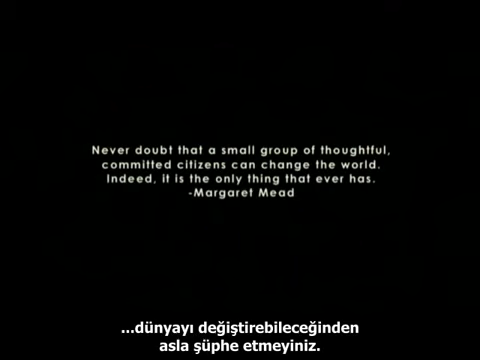 Never doubt that a small group of thoughtful,
committed citizens can change the world.
Indeed, it is the only thing that ever has.
-Margaret Mead
...dünyayı değiştirebileceğinden
asla şüphe etmeyiniz.